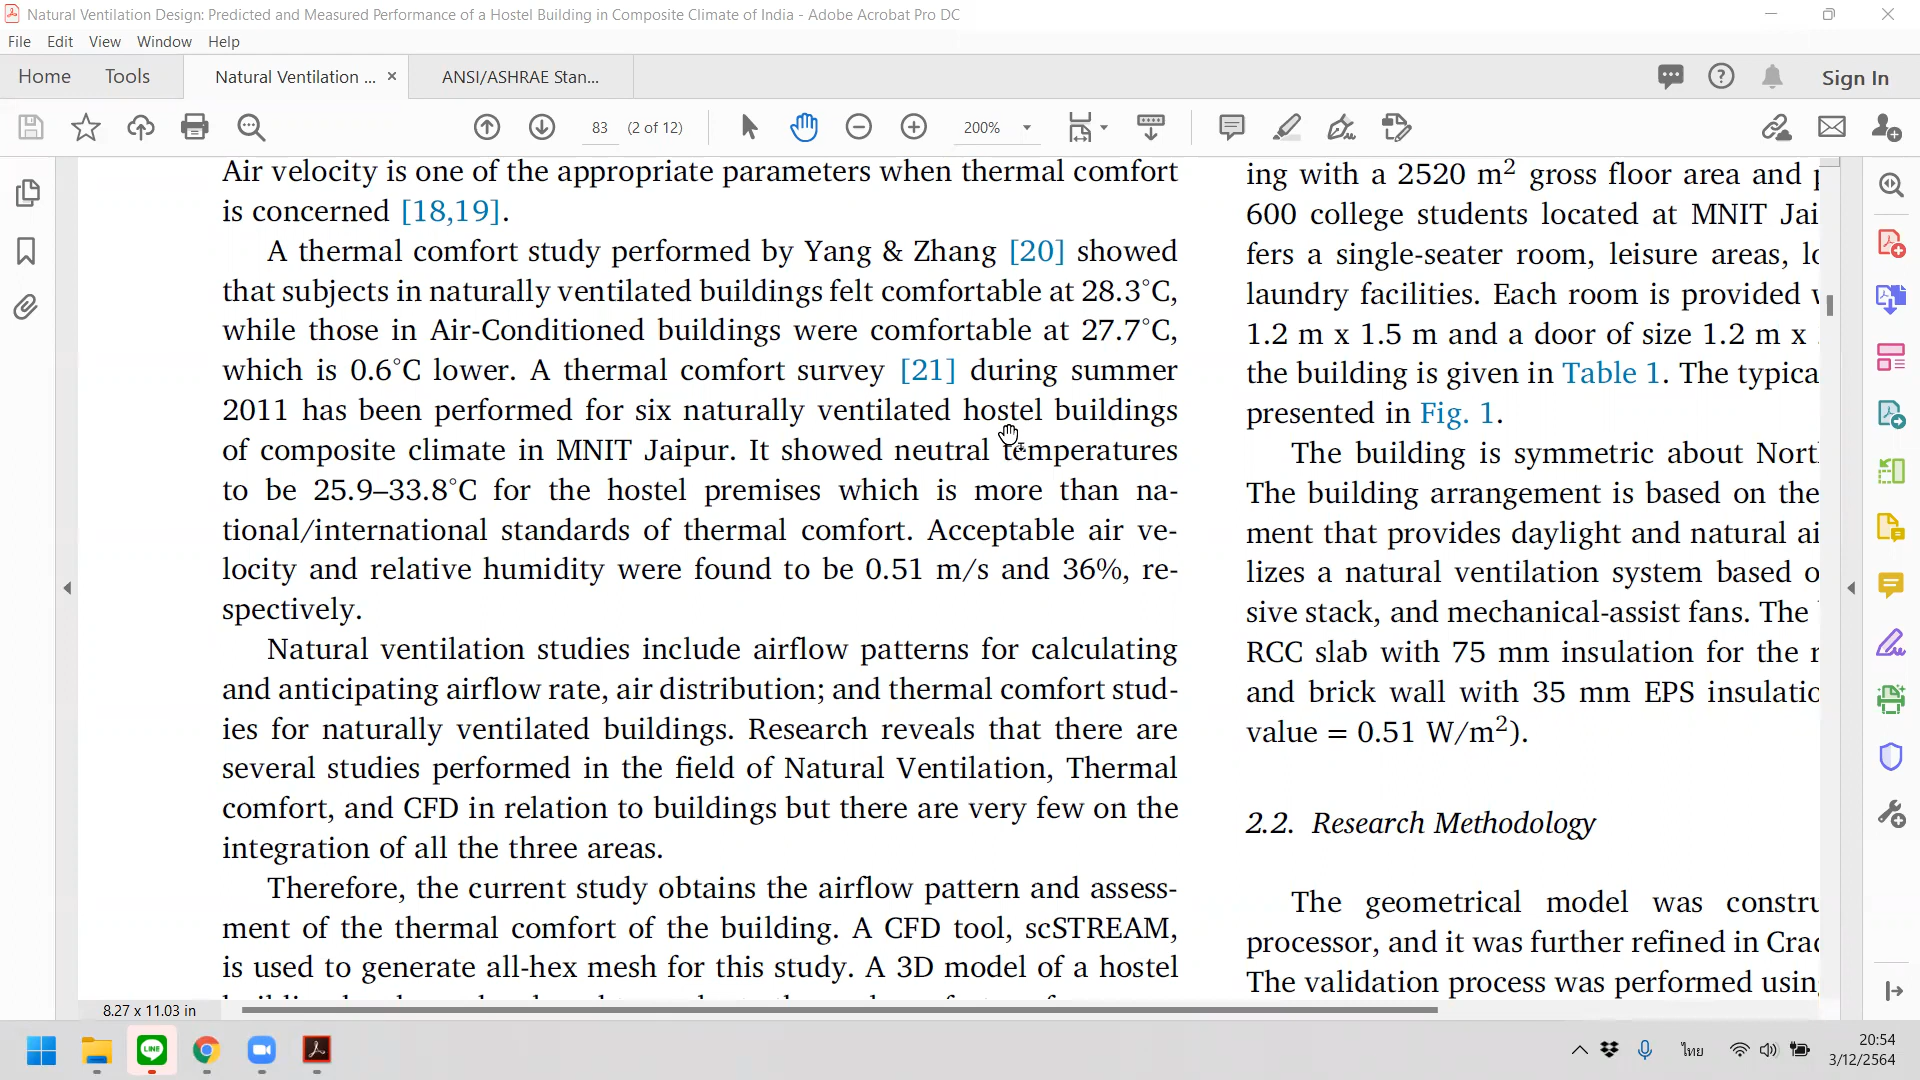 Natural Ventilation Design: Predicted and Measured Performance of a Hostel Building in Composite Climate of India - Adobe Acrobat Pro DC
File Edit View Window Help
Home Tools Natural Ventilation ... × ANSI/ASHRAE Stan... Sign In
83 (2 of 12) 200%
Air velocity is one of the appropriate parameters when thermal comfort
is concerned [18,19].
A thermal comfort study performed by Yang & Zhang [20] showed
that subjects in naturally ventilated buildings felt comfortable at 28.3°C,
while those in Air-Conditioned buildings were comfortable at 27.7°C,
which is 0.6°C lower. A thermal comfort survey [21] during summer
2011 has been performed for six naturally ventilated hostel buildings
of composite climate in MNIT Jaipur. It showed neutral temperatures
to be 25.9–33.8°C for the hostel premises which is more than na-
tional/international standards of thermal comfort. Acceptable air ve-
locity and relative humidity were found to be 0.51 m/s and 36%, re-
spectively.
Natural ventilation studies include airflow patterns for calculating
and anticipating airflow rate, air distribution; and thermal comfort stud-
ies for naturally ventilated buildings. Research reveals that there are
several studies performed in the field of Natural Ventilation, Thermal
comfort, and CFD in relation to buildings but there are very few on the
integration of all the three areas.
Therefore, the current study obtains the airflow pattern and assess-
ment of the thermal comfort of the building. A CFD tool, scSTREAM,
is used to generate all-hex mesh for this study. A 3D model of a hostel
ing with a 2520 m² gross floor area and
600 college students located at MNIT Jai
fers a single-seater room, leisure areas, lo
laundry facilities. Each room is provided
1.2 m x 1.5 m and a door of size 1.2 m x
the building is given in Table 1. The typica
presented in Fig. 1.
The building is symmetric about Nort
The building arrangement is based on the
ment that provides daylight and natural ai
lizes a natural ventilation system based o
sive stack, and mechanical-assist fans. The
RCC slab with 75 mm insulation for the r
and brick wall with 35 mm EPS insulatio
value = 0.51 W/m²).
2.2. Research Methodology
The geometrical model was constru
processor, and it was further refined in Crad
The validation process was performed using
8.27 x 11.03 in
LINE
ไทย
20:54
3/12/2564